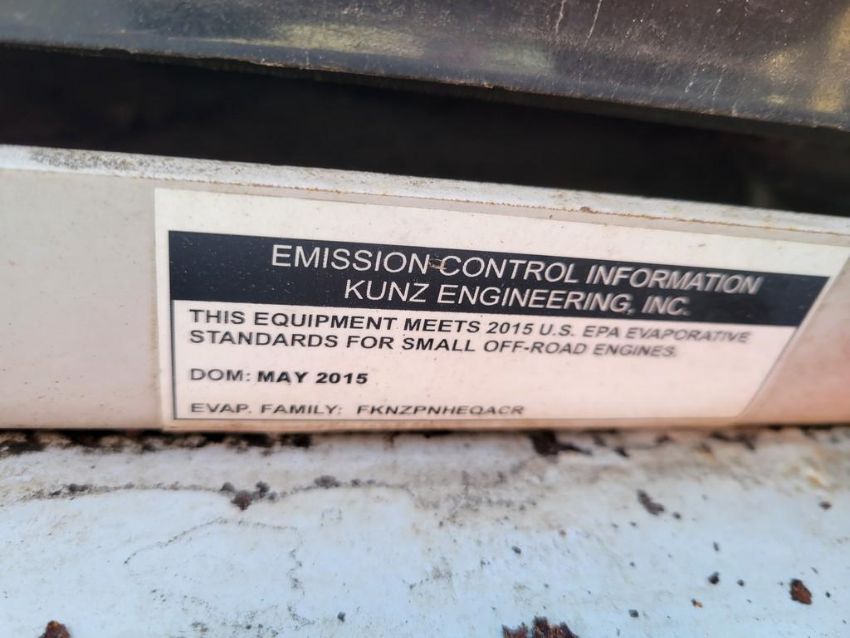 EMISSION CONTROL INFORMATION
KUNZ ENGINEERING, INC.
THIS EQUIPMENT MEETS 2015 U.S. EPA EVAPORATIVE
STANDARDS FOR SMALL OFF-ROAD ENGINES.
DOM: MAY 2015
EVAP. FAMILY: FKNZPNHEQACR